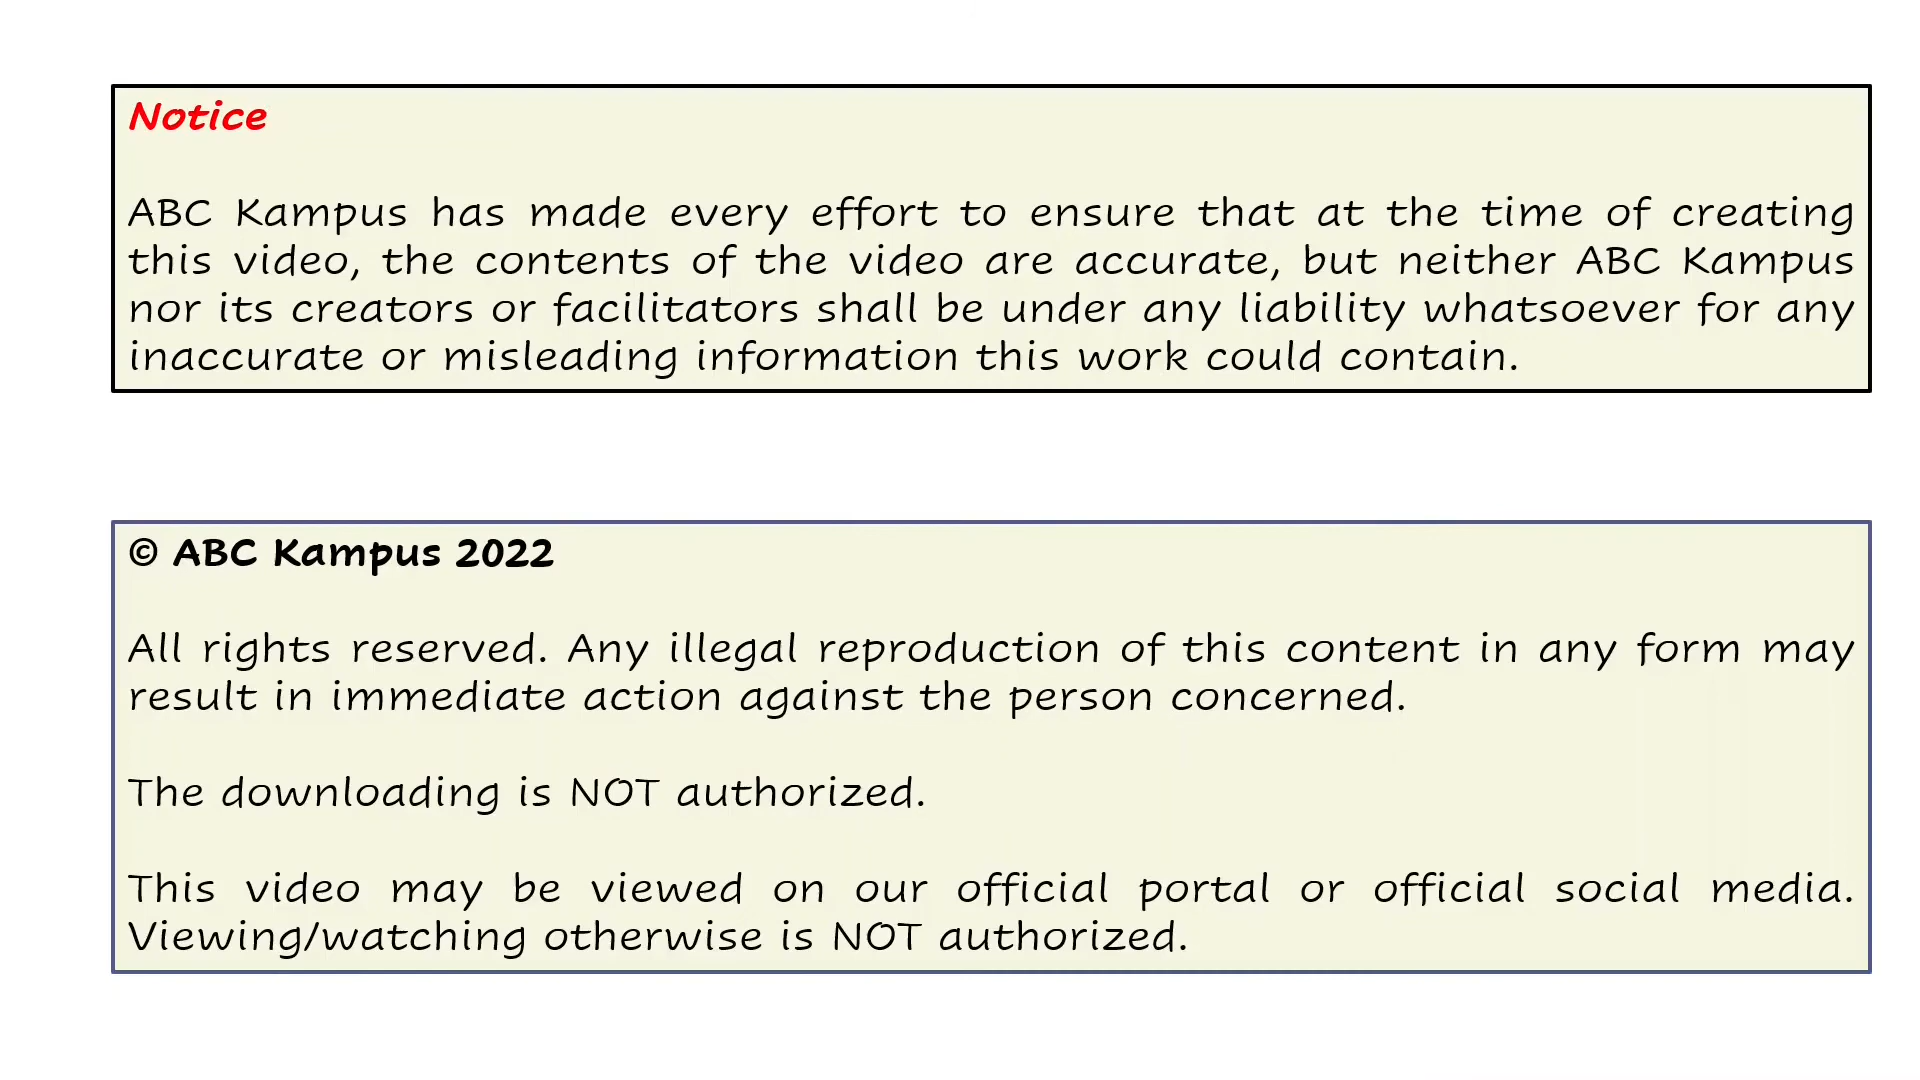 Notice
ABC Kampus has made every effort to ensure that at the time of creating
this video, the contents of the video are accurate, but neither ABC Kampus
nor its creators or facilitators shall be under any liability whatsoever for any
inaccurate or misleading information this work could contain.
© ABC Kampus 2022
All rights reserved. Any illegal reproduction of this content in any form may
result in immediate action against the person concerned.
The downloading is NOT authorized.
This video may be viewed on our official portal or official social media.
Viewing/watching otherwise is NOT authorized.